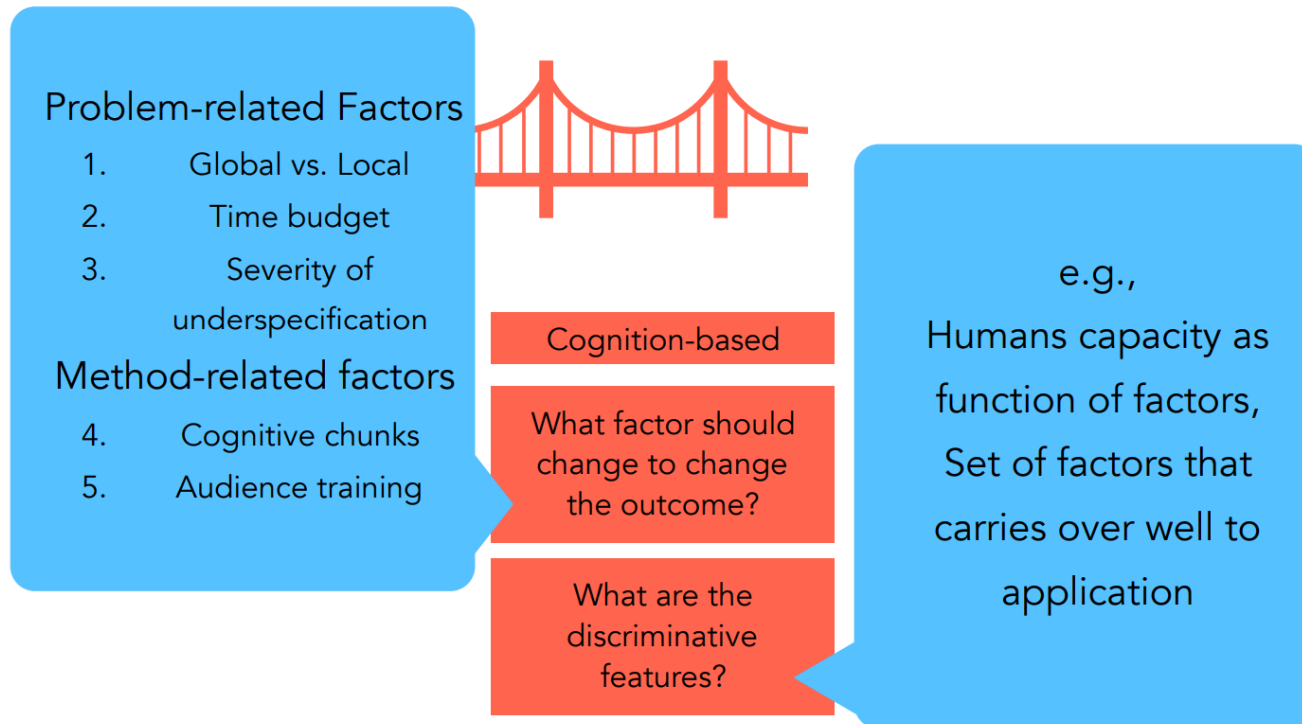 Problem-related Factors
1. Global vs. Local
2. Time budget
3. Severity of
underspecification
Method-related factors
4. Cognitive chunks
5. Audience training
Cognition-based
What factor should
change to change
the outcome?
What are the
discriminative
features?
e.g.,
Humans capacity as
function of factors,
Set of factors that
carries over well to
application